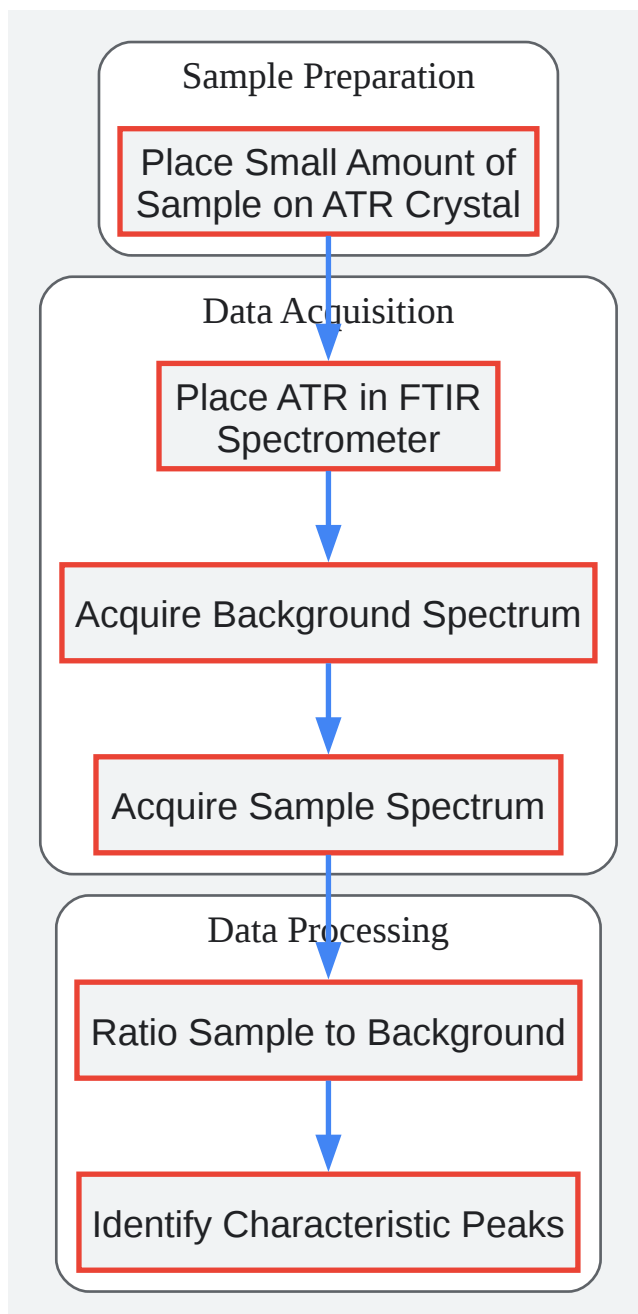 Sample Preparation
Place Small Amount of
Sample on ATR Crystal
Data Acquisition
Place ATR in FTIR
Spectrometer
Acquire Background Spectrum
Acquire Sample Spectrum
Data Processing
Ratio Sample to Background
Identify Characteristic Peaks